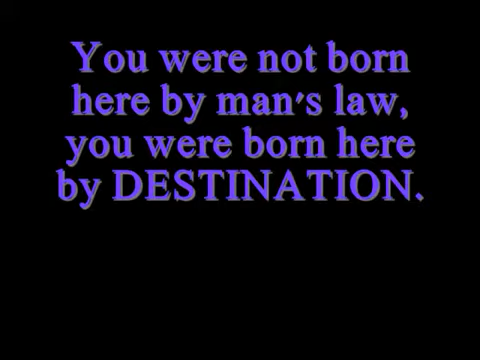 You were not born
here by man's law,
you were born here
by DESTINATION.